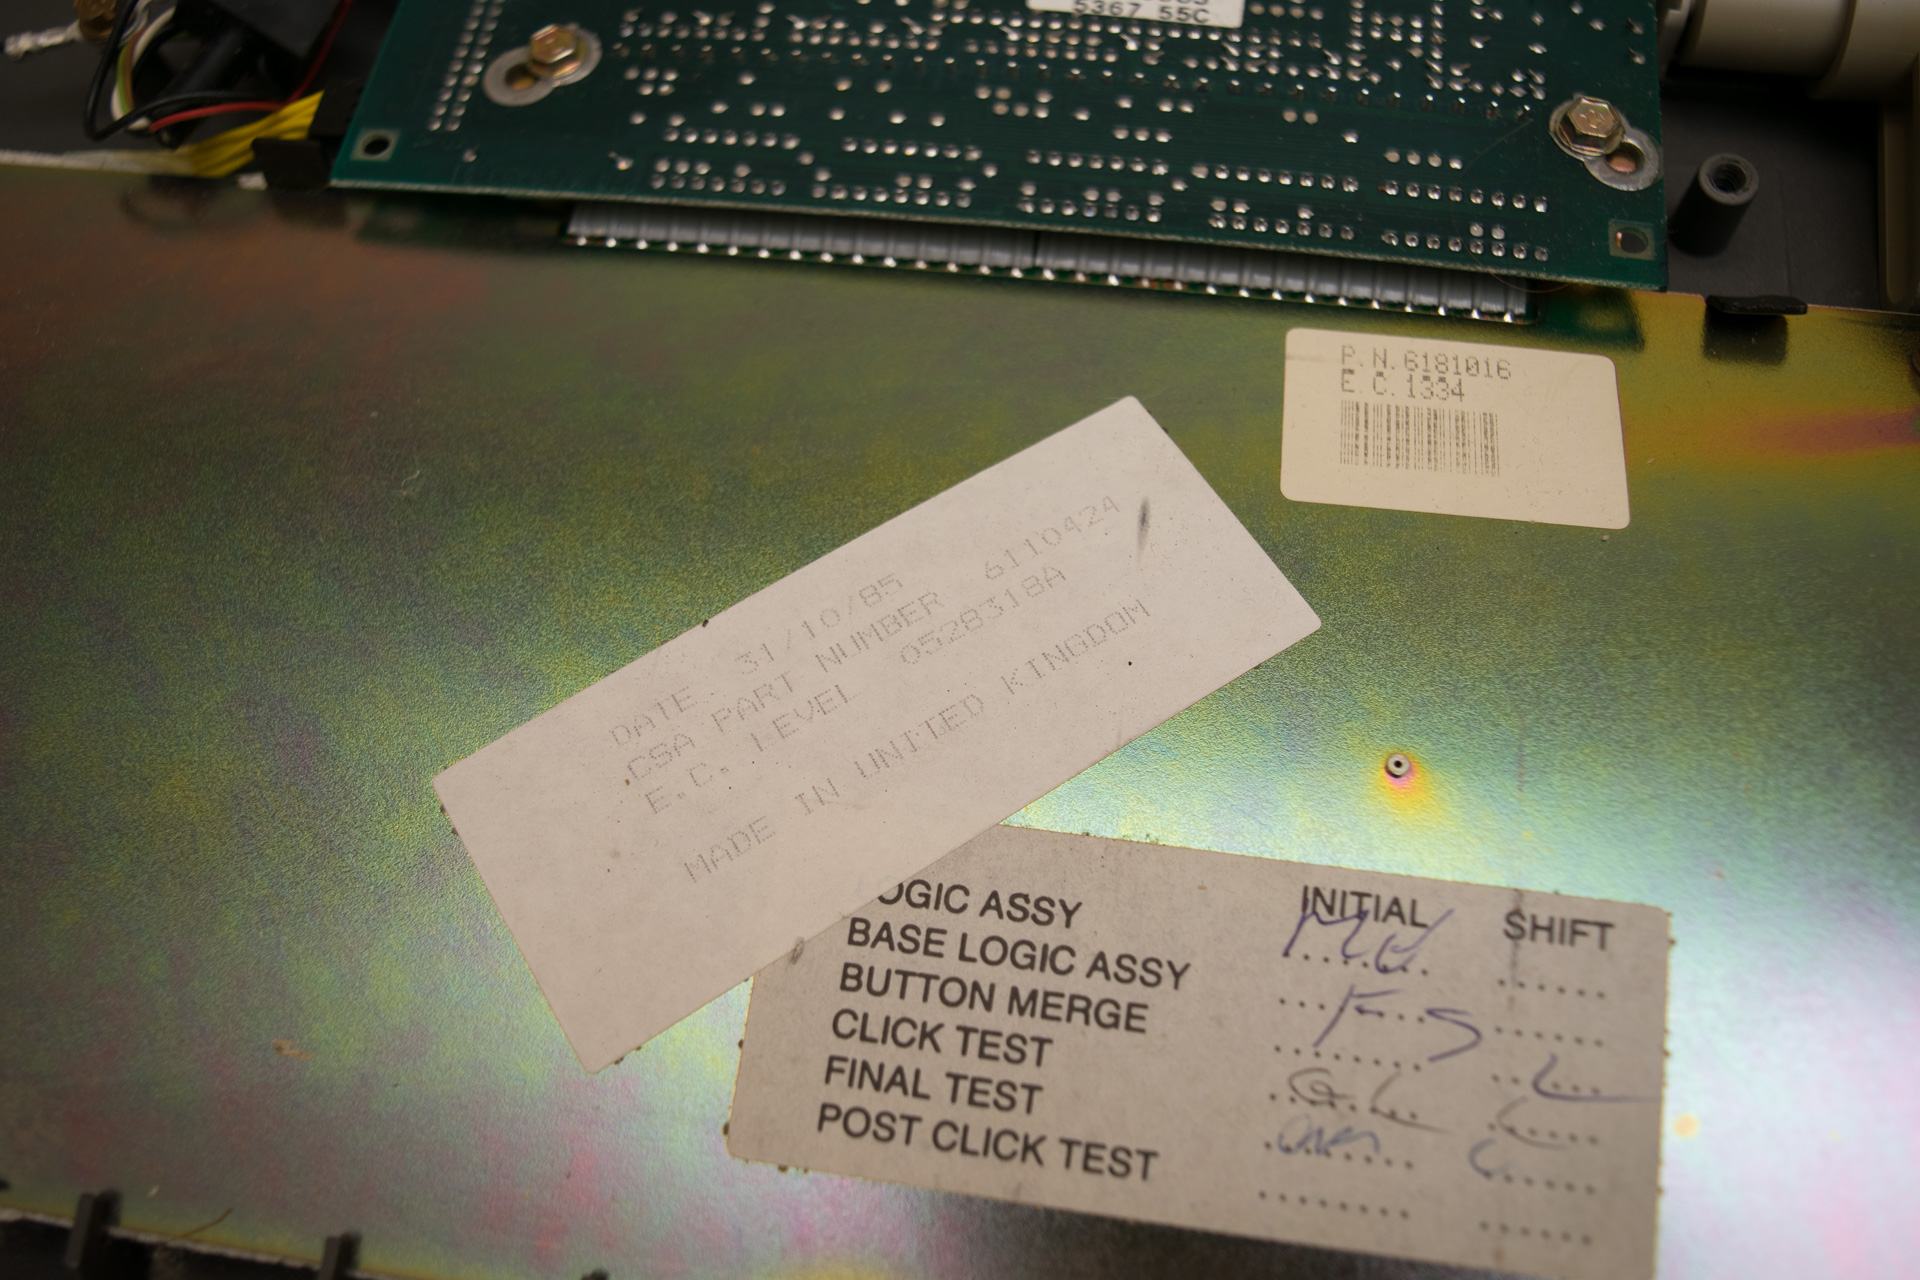 5367 55C
P.N.6181016
E.C.1334
DATE. 31/10/85
CSA PART NUMBER 6110424
E.C. LEVEL 0528318A
MADE IN UNITED KINGDOM
INITIAL SHIFT
OGIC ASSY
BASE LOGIC ASSY
BUTTON MERGE
CLICK TEST
FINAL TEST
POST CLICK TEST